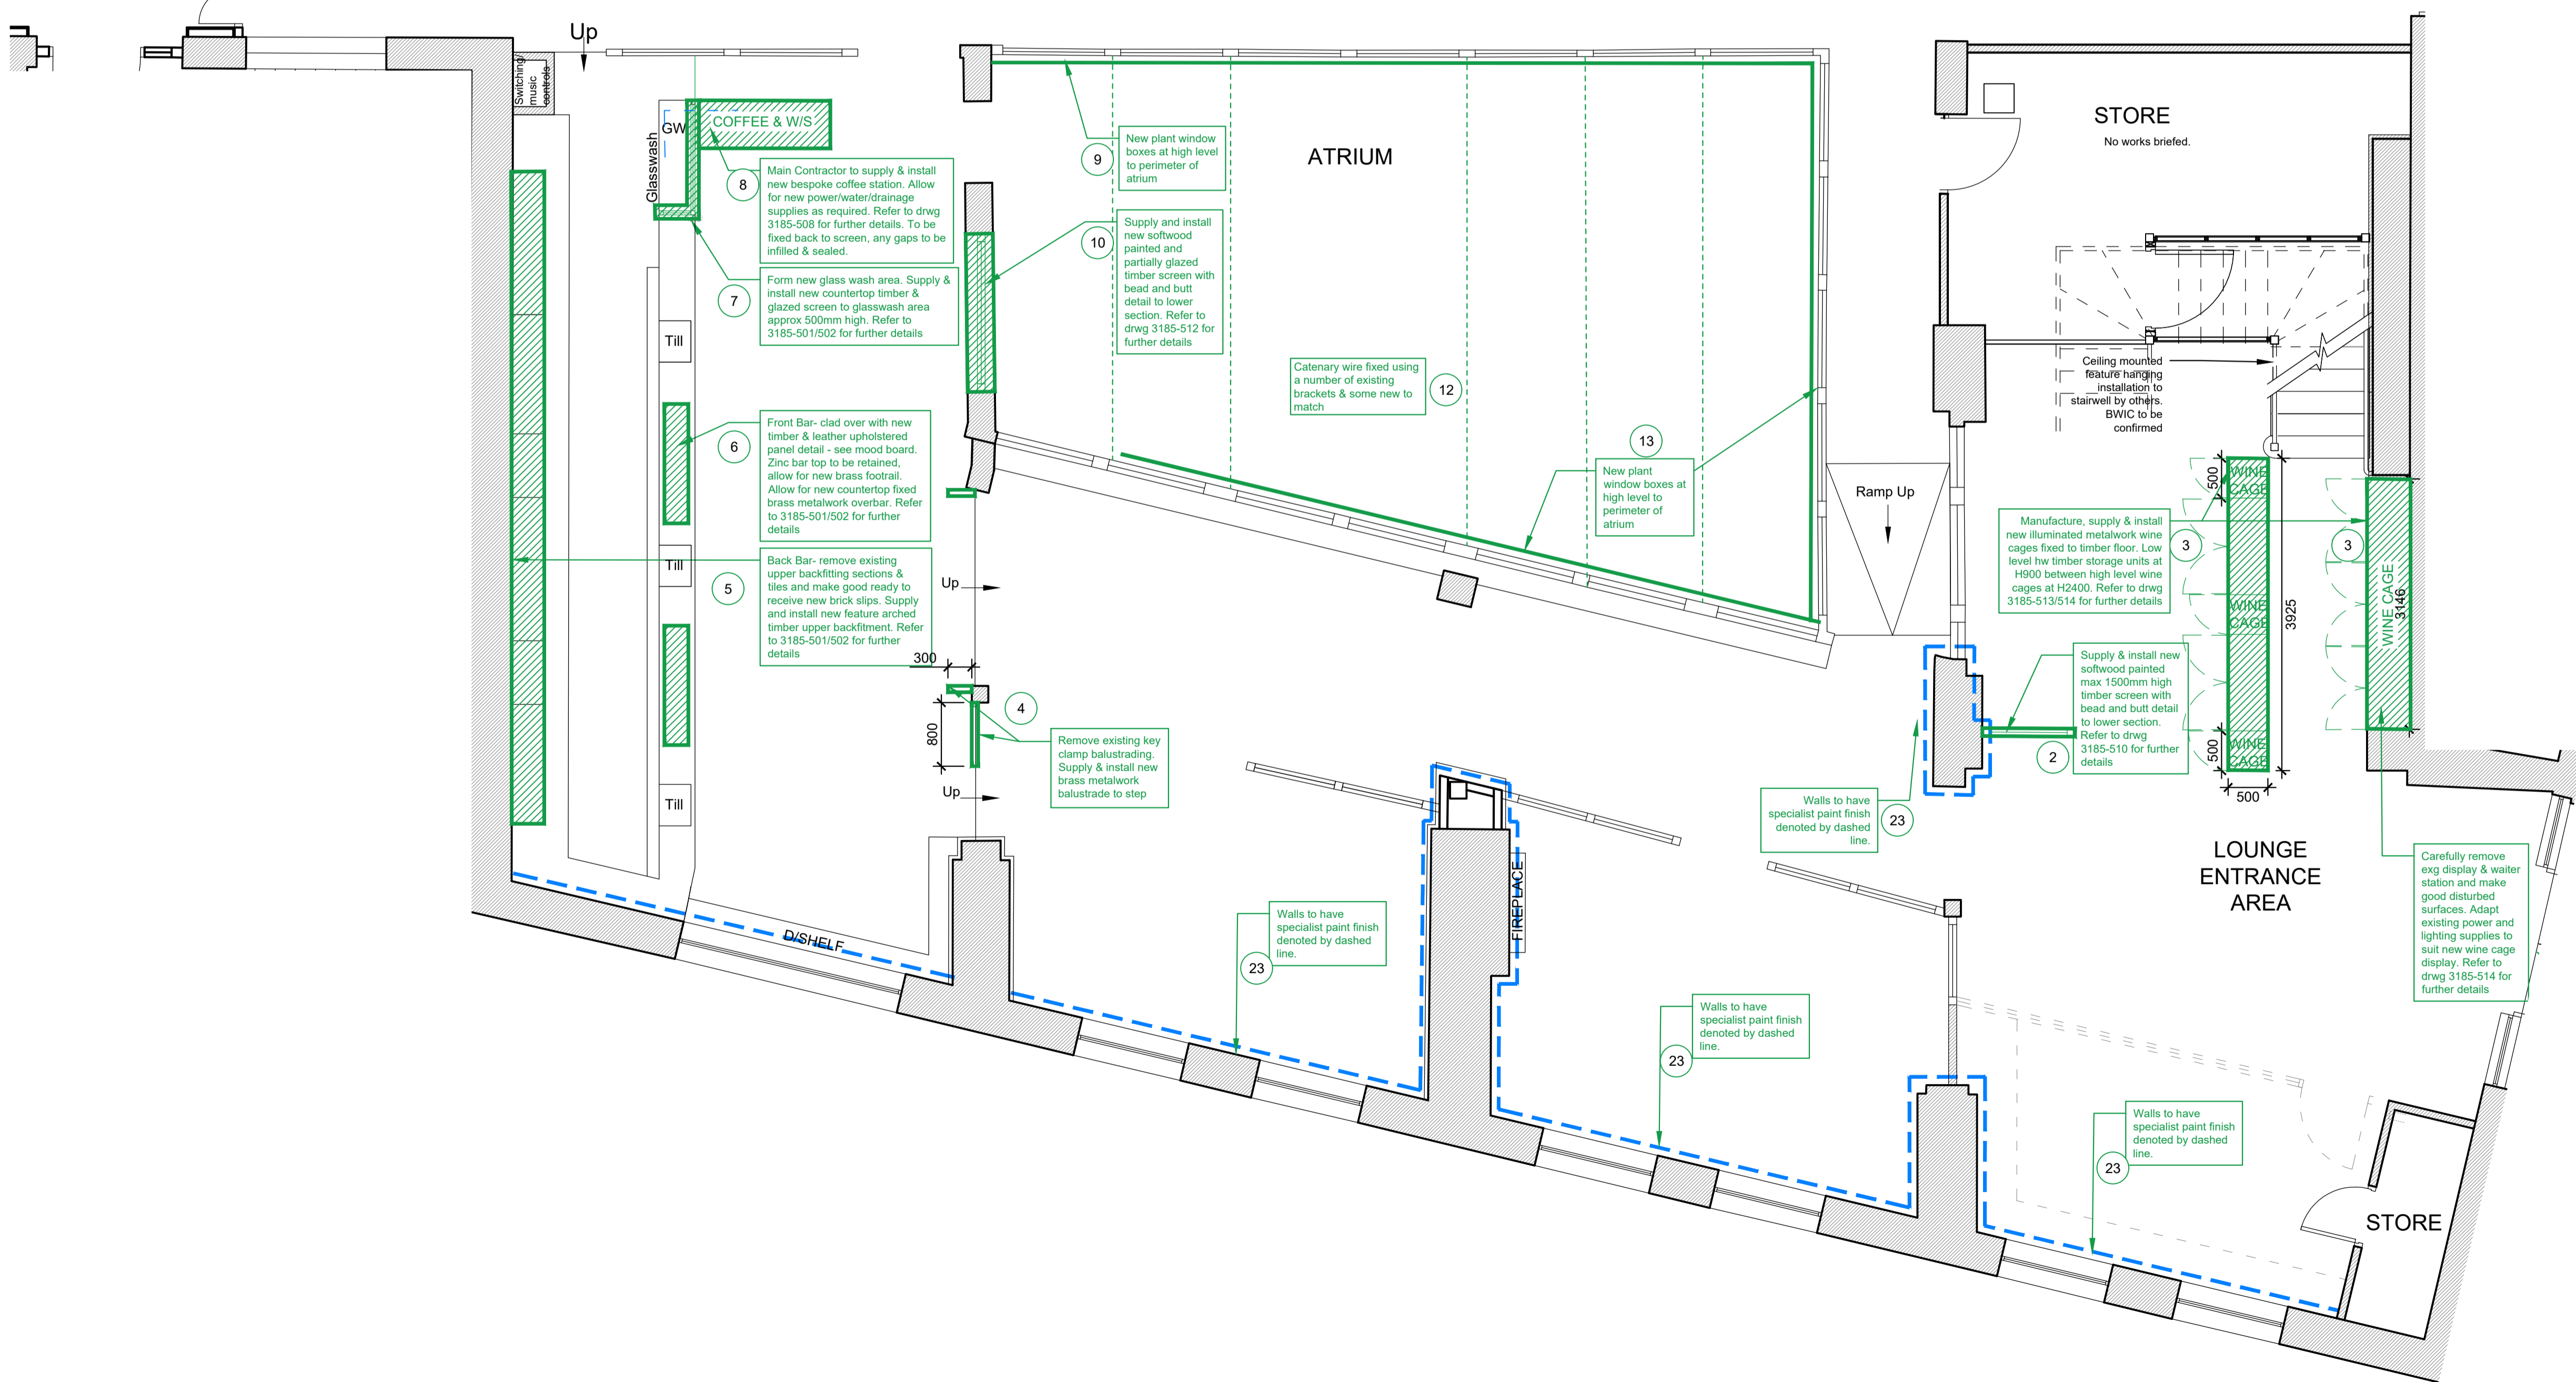 Up
Switching/
music
controls
GW
COFFEE & W/S
Glasswash
8
Main Contractor to supply & install
new bespoke coffee station. Allow
for new power/water/drainage
supplies as required. Refer to drwg
3185-508 for further details. To be
fixed back to screen, any gaps to be
infilled & sealed.
7
Form new glass wash area. Supply &
install new countertop timber &
glazed screen to glasswash area
approx 500mm high. Refer to
3185-501/502 for further details
Till
6
Front Bar- clad over with new
timber & leather upholstered
panel detail - see mood board.
Zinc bar top to be retained,
allow for new brass footrail.
Allow for new countertop fixed
brass metalwork overbar. Refer
to 3185-501/502 for further
details
Till
5
Back Bar- remove existing
upper backfitting sections &
tiles and make good ready to
receive new brick slips. Supply
and install new feature arched
timber upper backfitment. Refer
to 3185-501/502 for further
details
Till
300
800
Up
Up
4
Remove existing key
clamp balustrading.
Supply & install new
brass metalwork
balustrade to step
D/SHELF
9
New plant window
boxes at high level
to perimeter of
atrium
ATRIUM
10
Supply and install
new softwood
painted and
partially glazed
timber screen with
bead and butt
detail to lower
section. Refer to
drwg 3185-512 for
further details
Catenary wire fixed using
a number of existing
brackets & some new to
match
12
13
New plant
window boxes at
high level to
perimeter of
atrium
Ramp Up
STORE
No works briefed.
Ceiling mounted
feature hanging
installation to
stairwell by others.
BWIC to be
confirmed
Manufacture, supply & install
new illuminated metalwork wine
cages fixed to timber floor. Low
level hw timber storage units at
H900 between high level wine
cages at H2400. Refer to drwg
3185-513/514 for further details
3
3
500
WINE
CAGE
WINE
CAGE
WINE
CAGE
3925
500
500
WINE CAGE
3146
Supply & install new
softwood painted
max 1500mm high
timber screen with
bead and butt detail
to lower section.
Refer to drwg
3185-510 for further
details
2
Walls to have
specialist paint finish
denoted by dashed
line.
23
LOUNGE
ENTRANCE
AREA
Carefully remove
exg display & waiter
station and make
good disturbed
surfaces. Adapt
existing power and
lighting supplies to
suit new wine cage
display. Refer to
drwg 3185-514 for
further details
FIREPLACE
Walls to have
specialist paint finish
denoted by dashed
line.
23
Walls to have
specialist paint finish
denoted by dashed
line.
23
Walls to have
specialist paint finish
denoted by dashed
line.
23
STORE